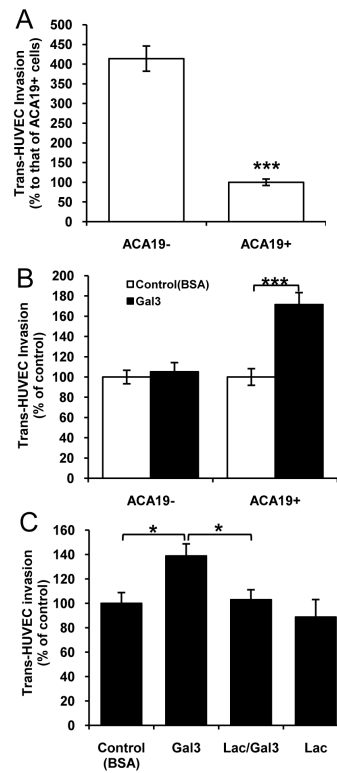 A
Trans-HUVEC Invasion
(% to that of ACA19+ cells)
500
450
400
350
300
250
200
150
100
50
0
***
ACA19-
ACA19+
B
Trans-HUVEC Invasion
(% of control)
200
180
160
140
120
100
80
60
40
20
0
Control(BSA)
Gal3
***
ACA19-
ACA19+
C
Trans-HUVEC invasion
(% of control)
160
140
120
100
80
60
40
20
0
*
*
Control
(BSA)
Gal3
Lac/Gal3
Lac